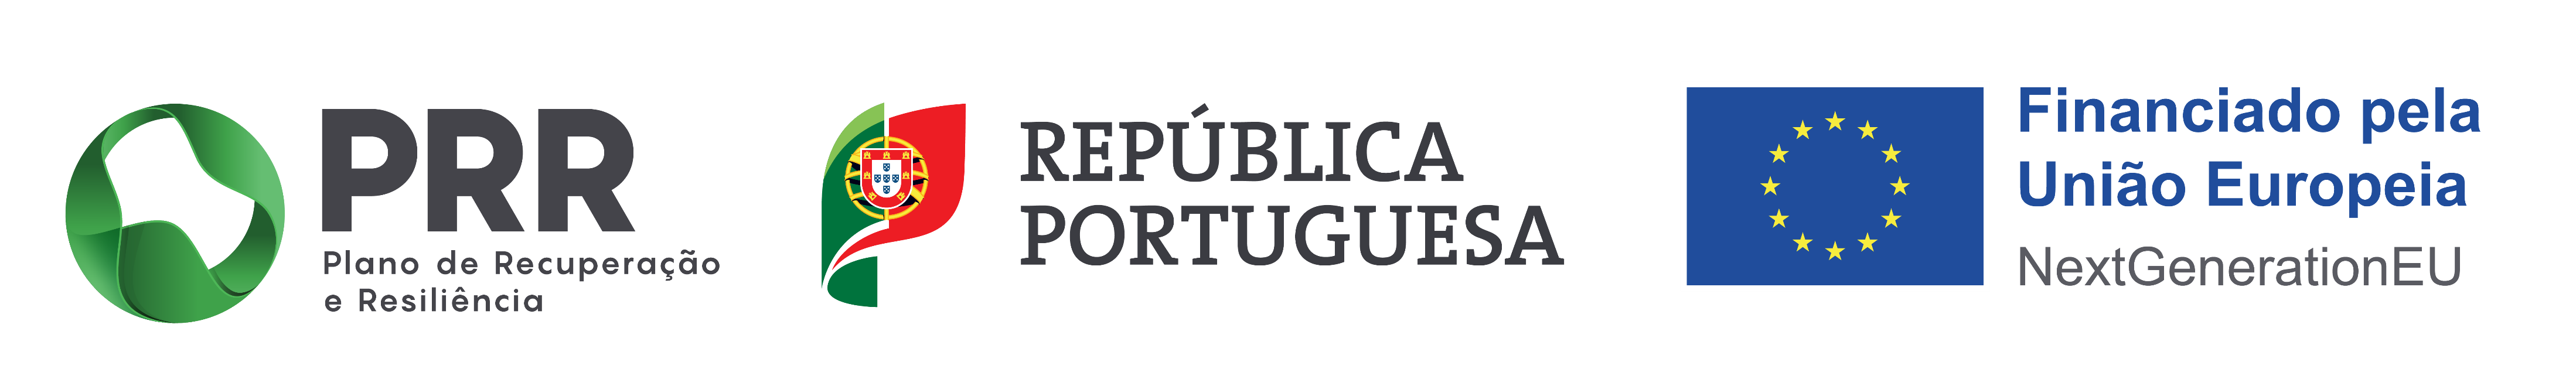 PRR
Plano de Recuperação
e Resiliência
REPÚBLICA
PORTUGUESA
Financiado pela
União Europeia
NextGenerationEU